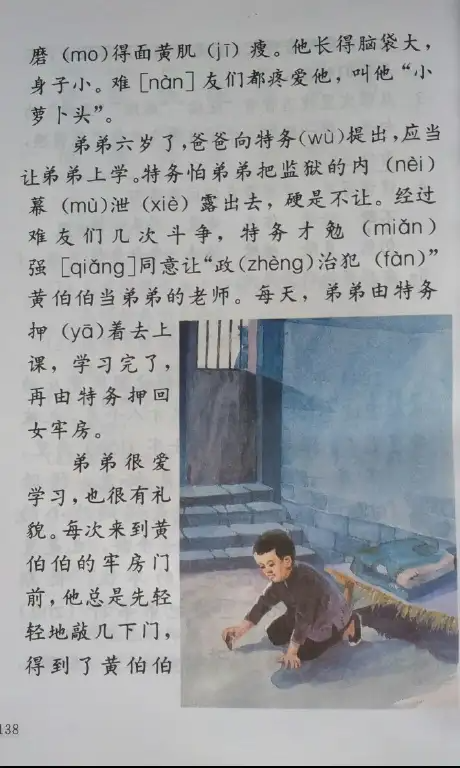 磨（mó）得面黄肌（jī）瘦。他长得脑袋大，
身子小。难［nàn］友们都疼爱他，叫他“小
萝卜头”。
弟弟六岁了，爸爸向特务（wù）提出，应当
让弟弟上学。特务怕弟弟把监狱的内（nèi）
幕（mù）泄（xiè）露出去，硬是不让。经过
难友们几次斗争，特务才勉（miǎn）
强［qiǎng］同意让“政（zhèng）治犯（fàn）”
黄伯伯当弟弟的老师。每天，弟弟由特务
押（yā）着去上
课，学习完了，
再由特务押回
女牢房。
弟弟很爱
学习，也很有礼
貌。每次来到黄
伯伯的牢房门
前，他总是先轻
轻地敲几下门，
得到了黄伯伯
138